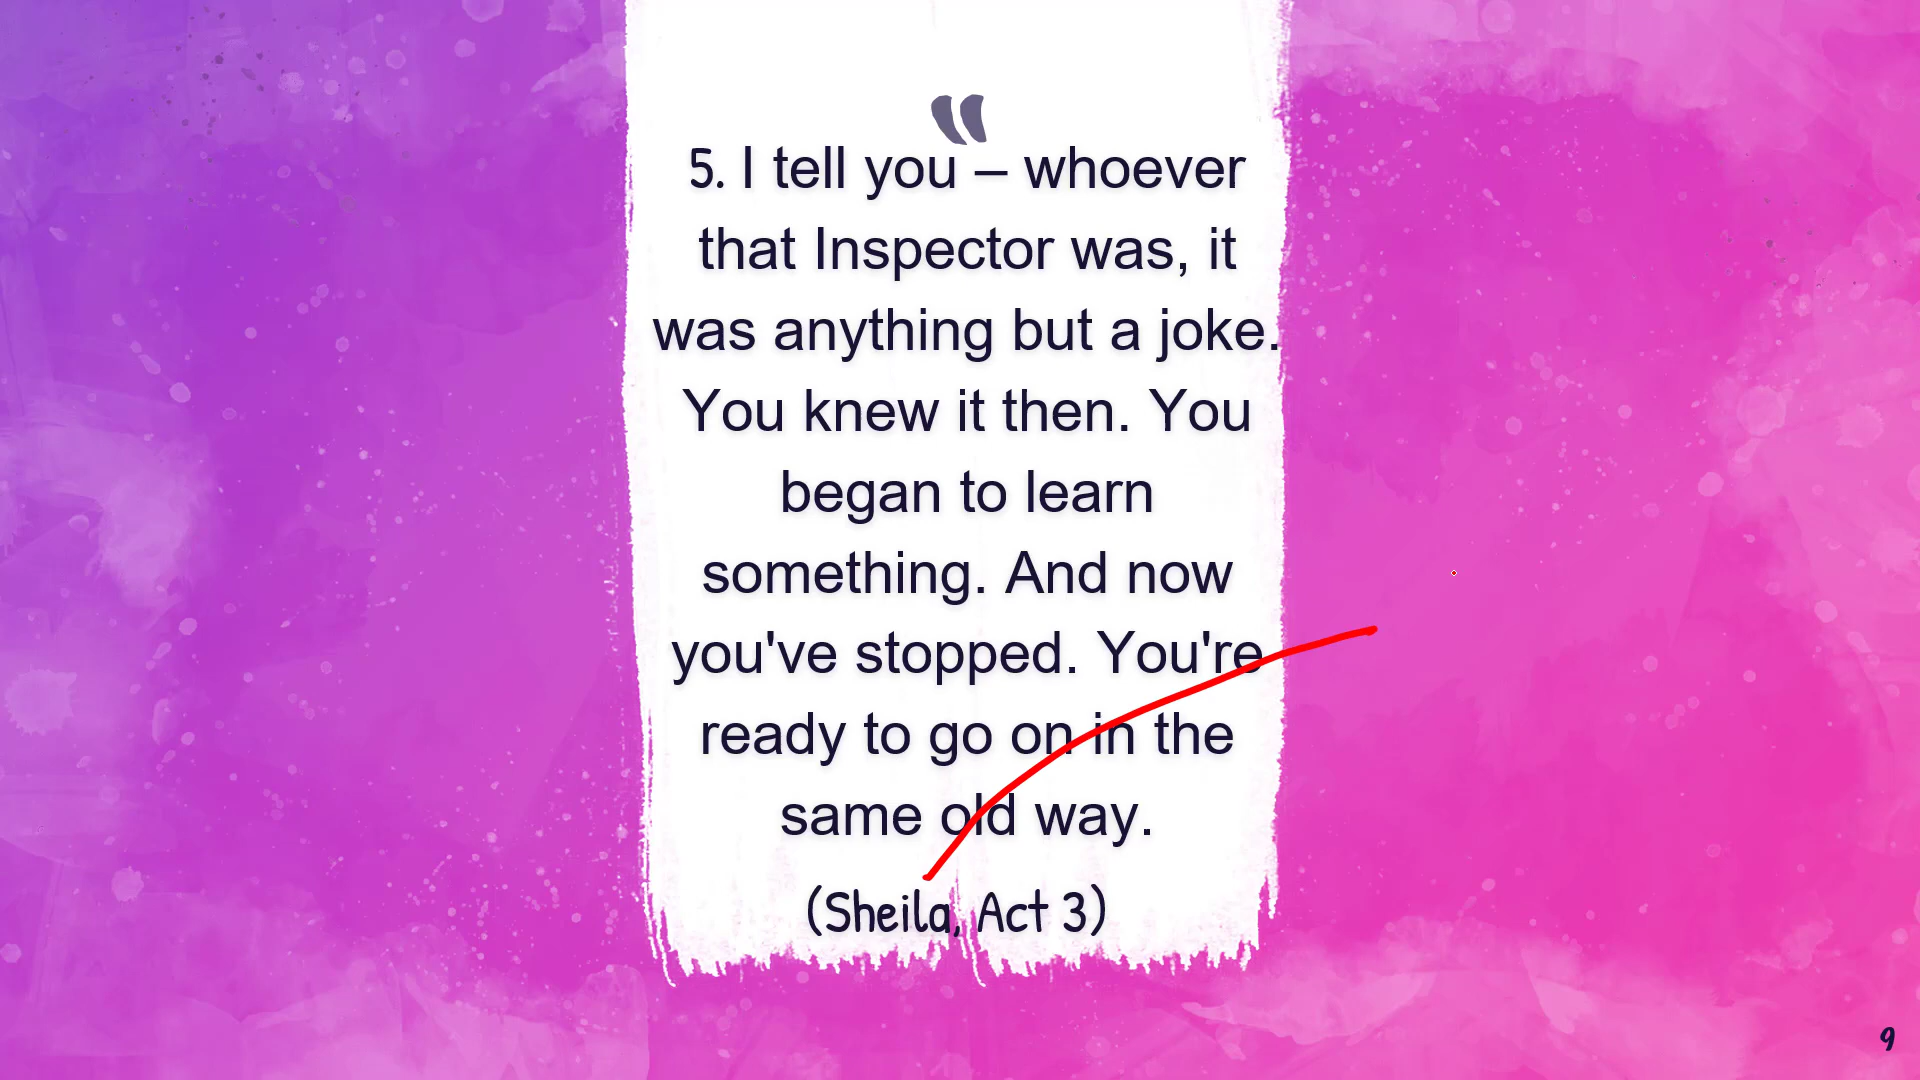 “
5. I tell you – whoever
that Inspector was, it
was anything but a joke.
You knew it then. You
began to learn
something. And now
you've stopped. You're
ready to go on in the
same old way.
(Sheila, Act 3)
9